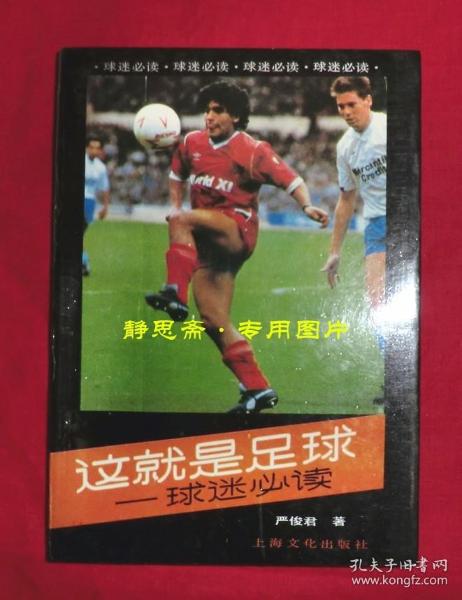 ·球迷必读·球迷必读·球迷必读·球迷必读·
World XI
静思斋·专用图片
这就是足球
—球迷必读
严俊君 著
上海文化出版社
孔夫子旧书网
www.kongfz.com